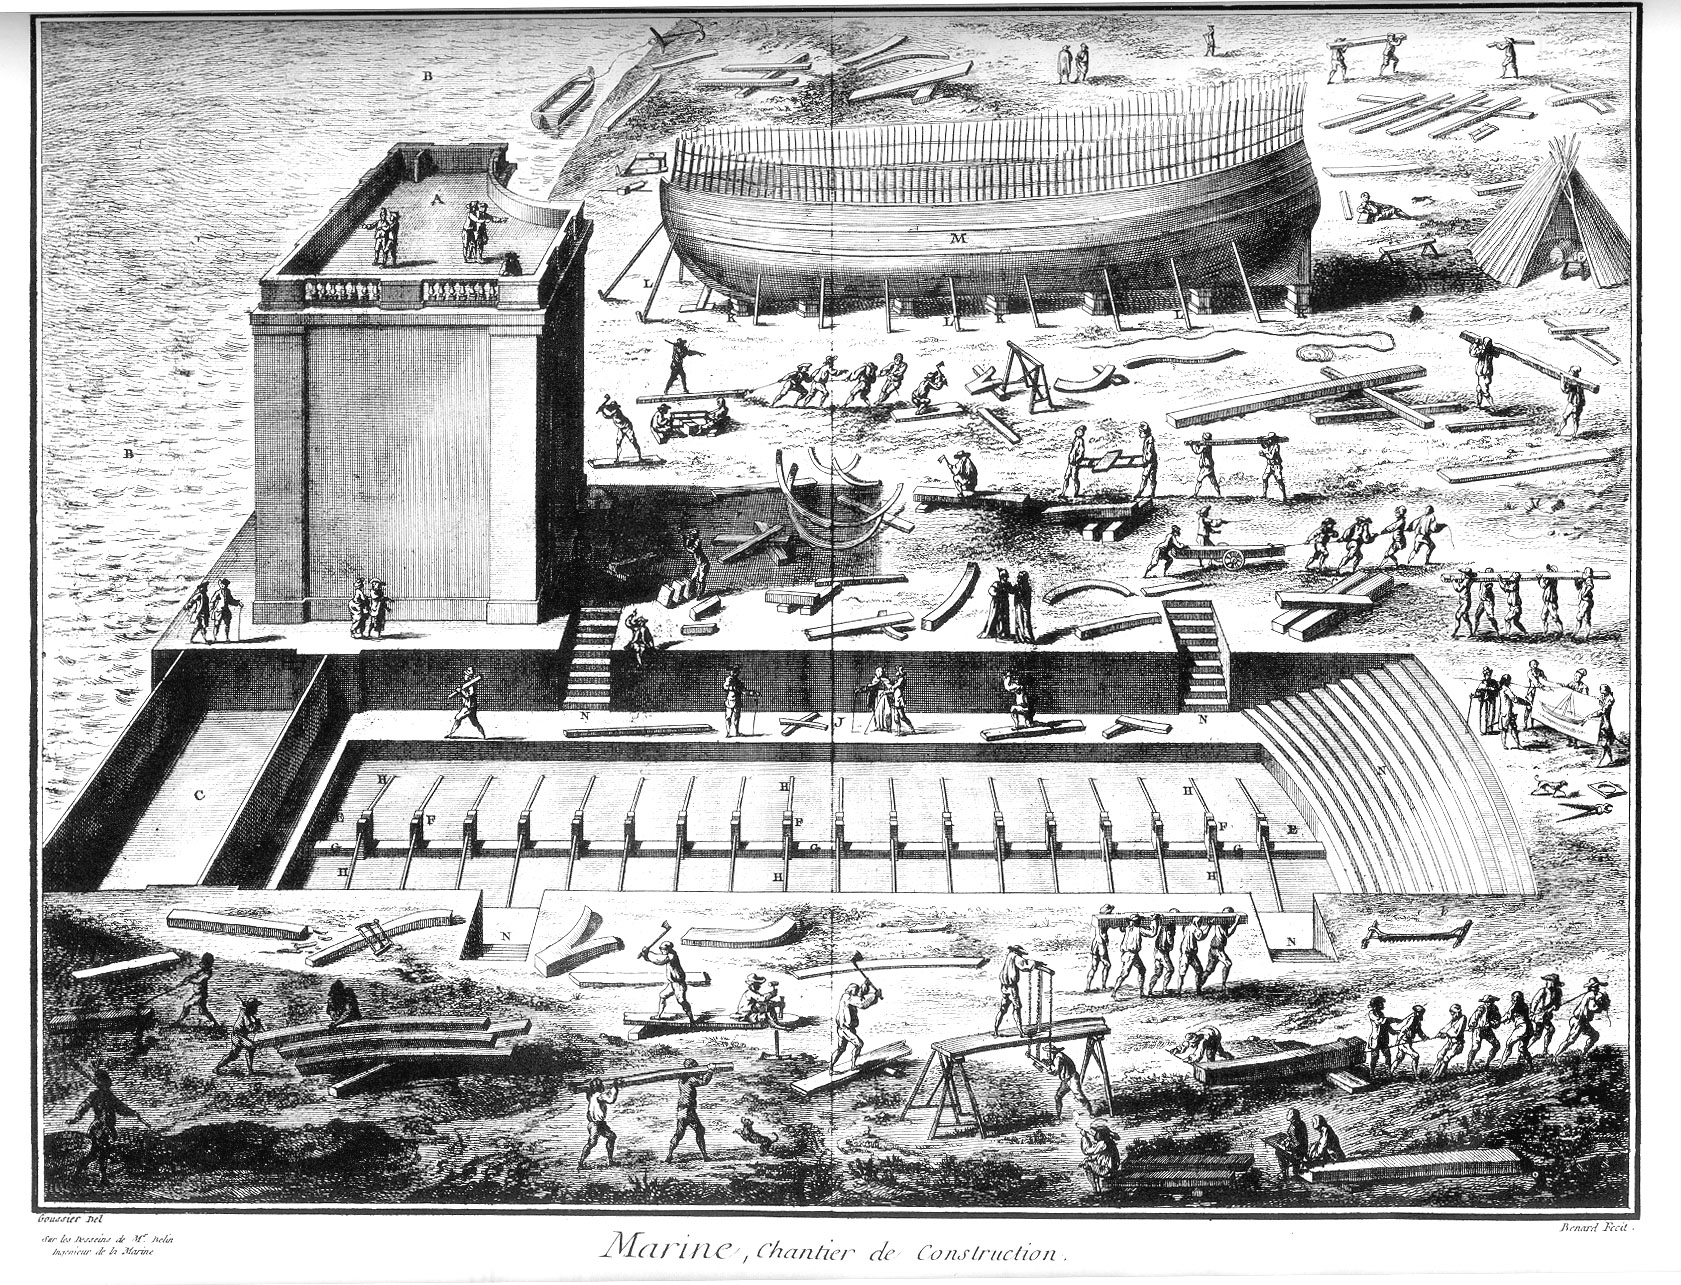 B
A
M
L
K
L
K
L
K
B
N
J
N
N
C
H
H
H
D
F
F
F
E
G
G
G
H
H
H
N
N
Goussier Del
Sur les Desseins de Mr. Belin
Ingenieur de la Marine
Marine, Chantier de Construction.
Benard Fecit.